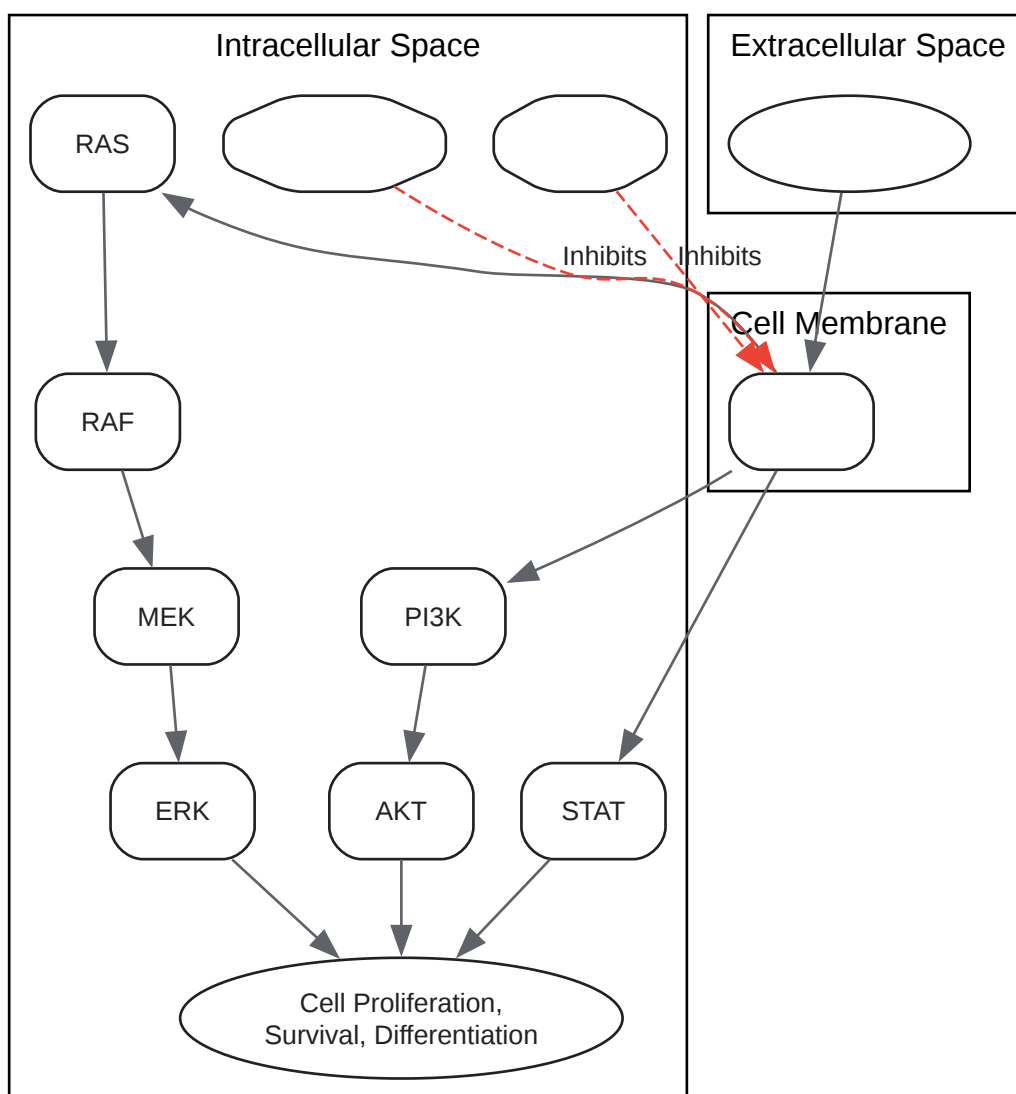 Intracellular Space
Extracellular Space
RAS
Inhibits
Inhibits
Cell Membrane
RAF
MEK
PI3K
ERK
AKT
STAT
Cell Proliferation,
Survival, Differentiation